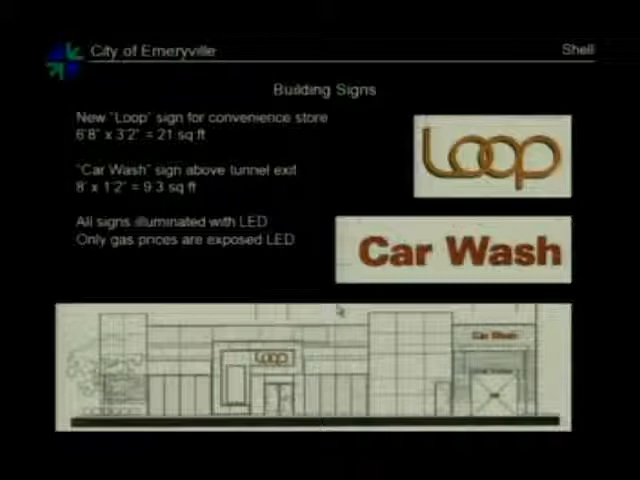 City of Emeryville
Shell
Building Signs
New "Loop" sign for convenience store
6'8" x 3'2" = 21 sq ft
"Car Wash" sign above tunnel exit
8' x 1'2" = 9.3 sq ft
All signs illuminated with LED
Only gas prices are exposed LED
Loop
Car Wash
Loop
Car Wash